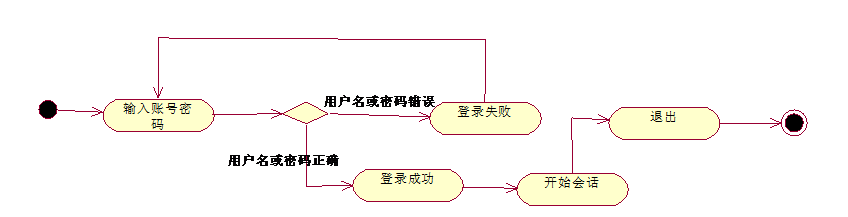 用户名或密码错误
输入账号密
码
登录失败
退出
用户名或密码正确
登录成功
开始会话